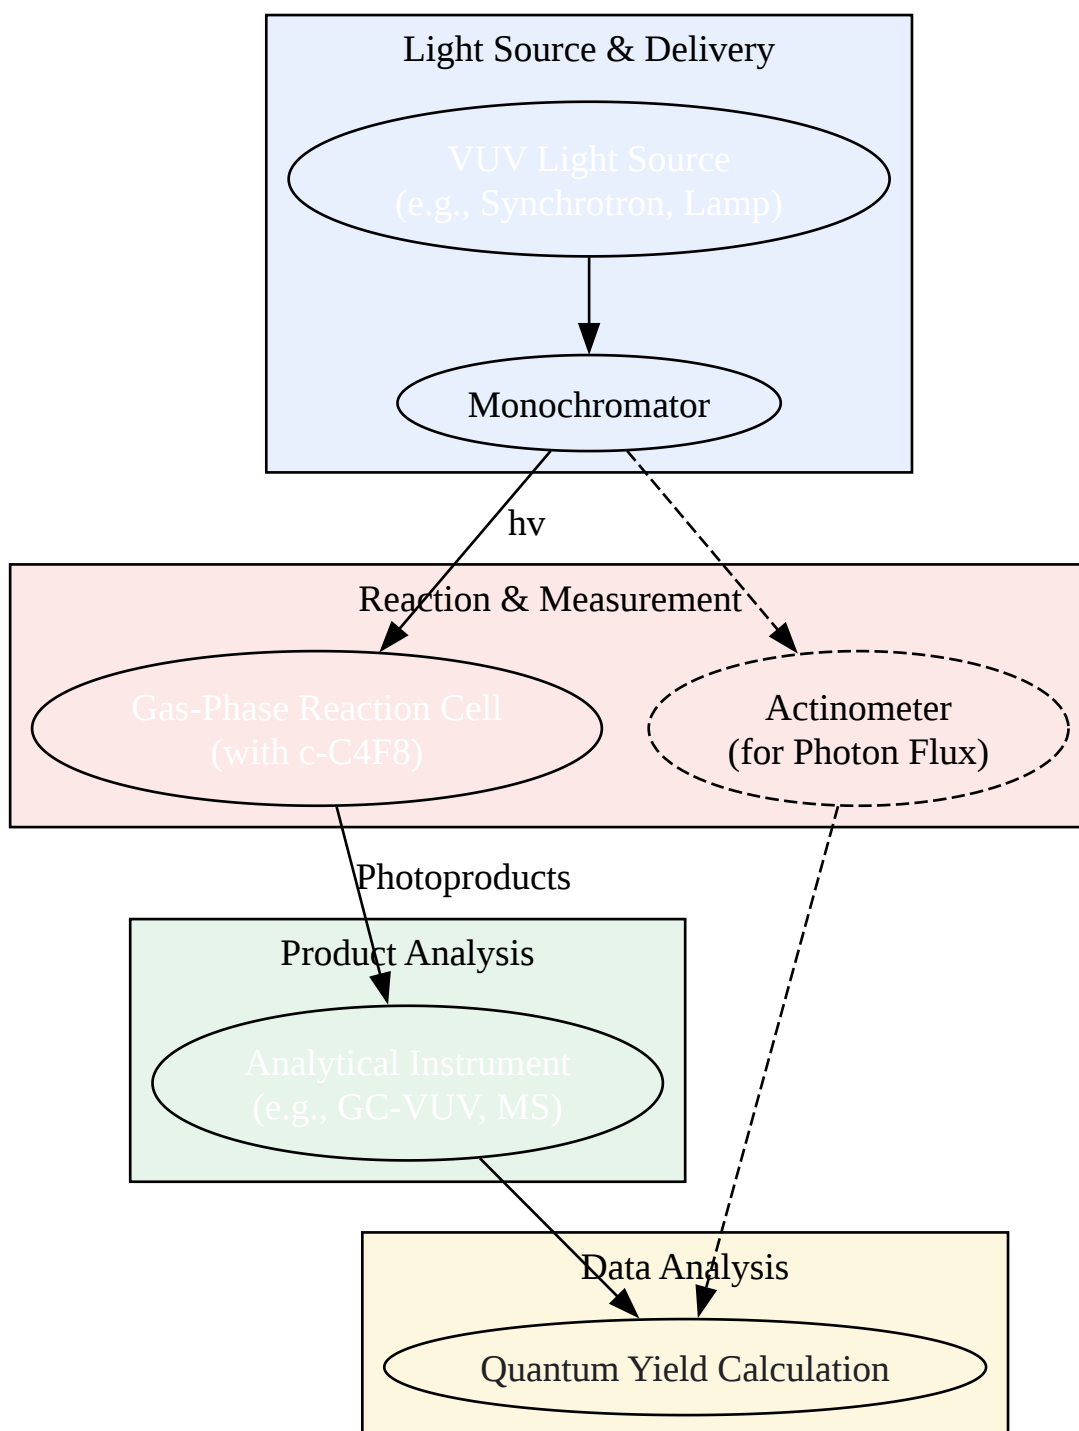 Light Source & Delivery
VUV Light Source
(e.g., Synchrotron, Lamp)
Monochromator
hv
Reaction & Measurement
Gas-Phase Reaction Cell
(with c-C4F8)
Actinometer
(for Photon Flux)
Photoproducts
Product Analysis
Analytical Instrument
(e.g., GC-VUV, MS)
Data Analysis
Quantum Yield Calculation